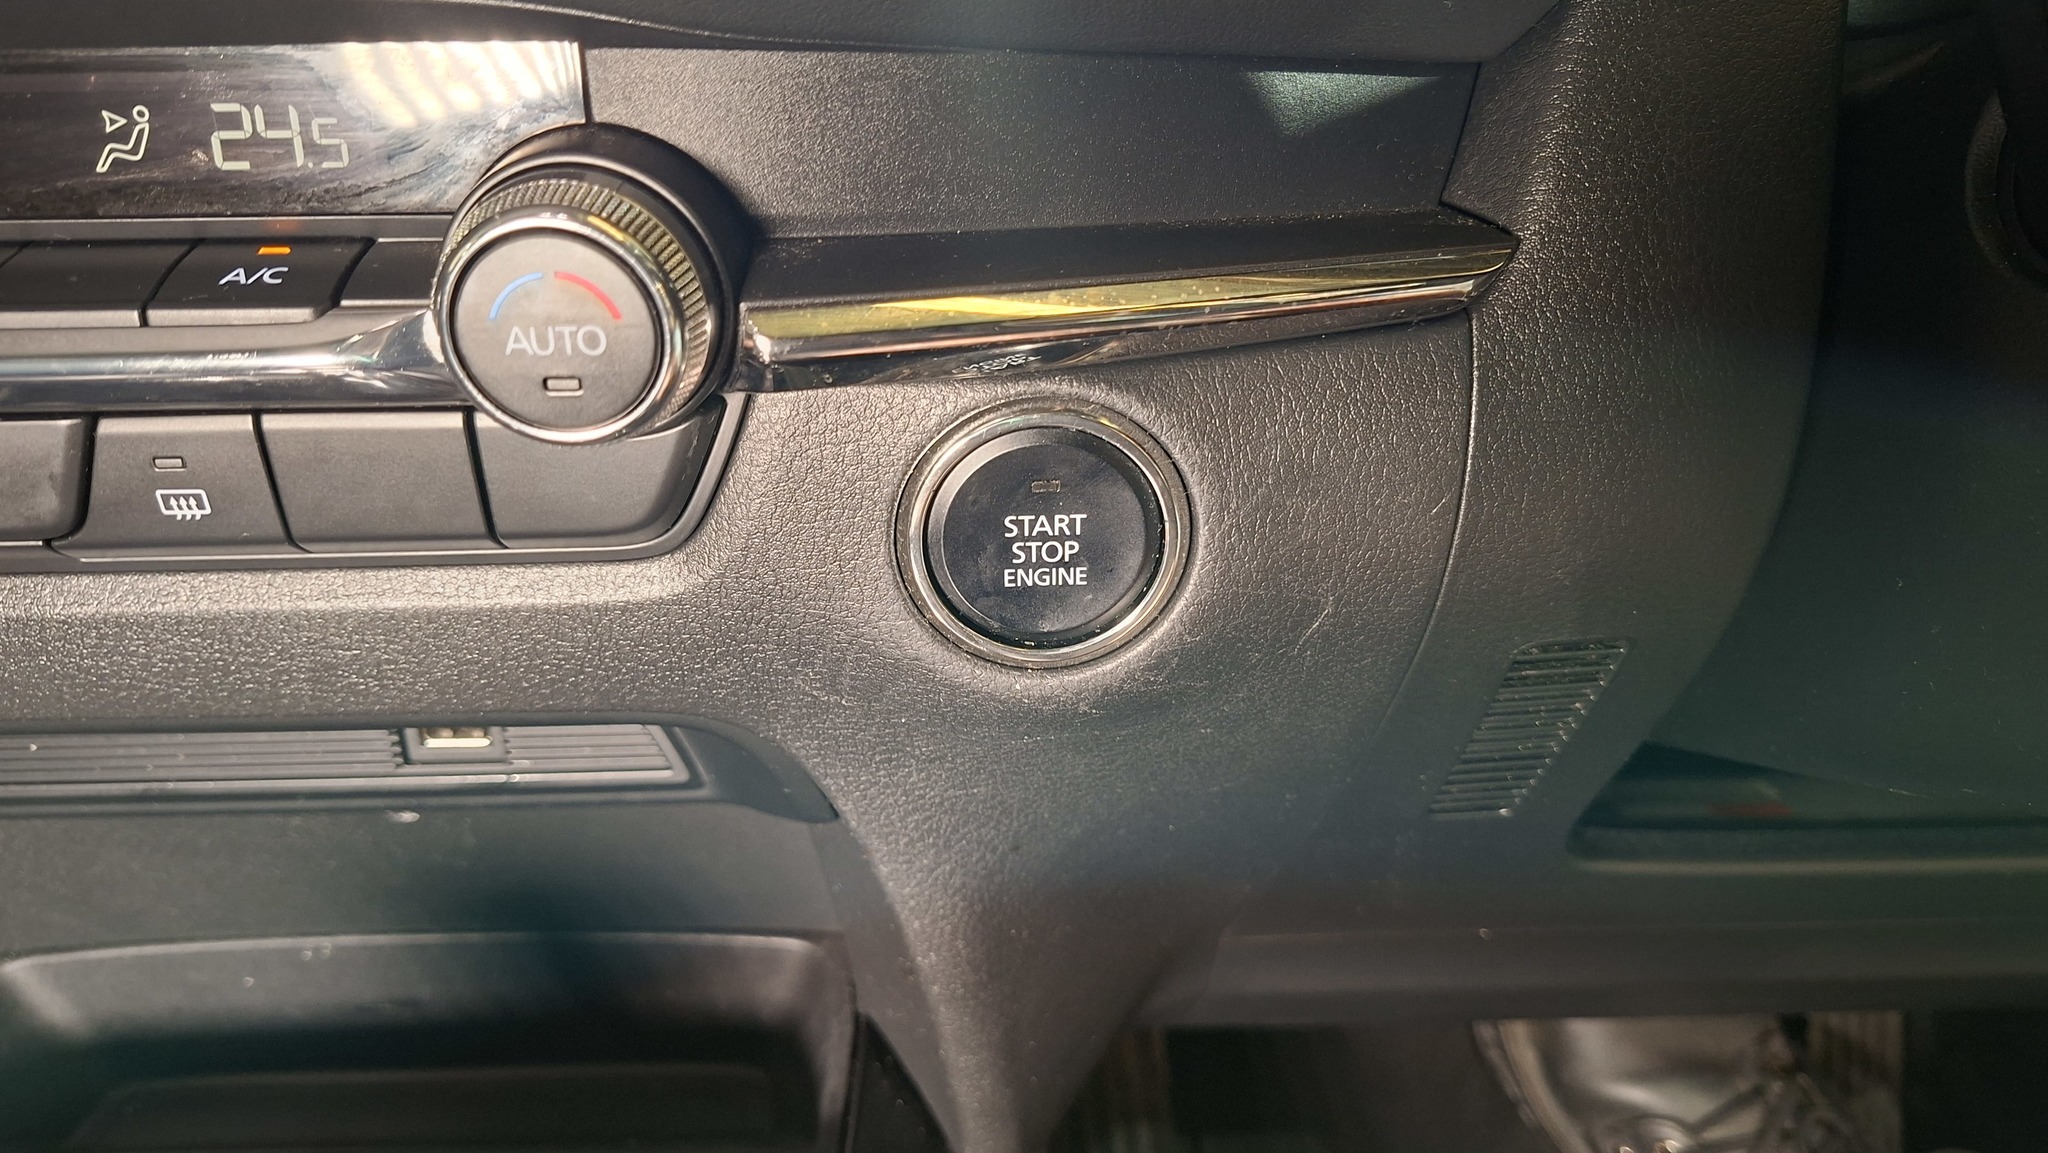 24.5
A/C
AUTO
START
STOP
ENGINE